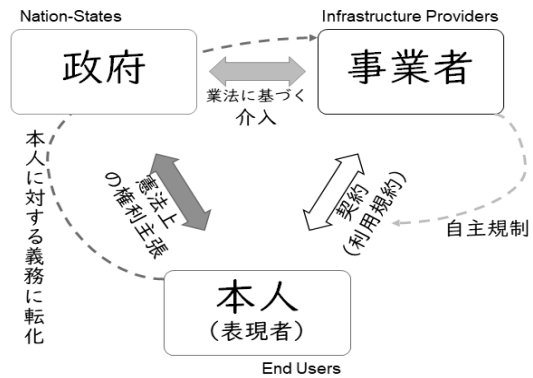 Nation-States
Infrastructure Providers
政府
事業者
業法に基づく
介入
本人に対する義務に転化
憲法上
の権利主張
契約
(利用規約)
自主規制
本人
(表現者)
End Users